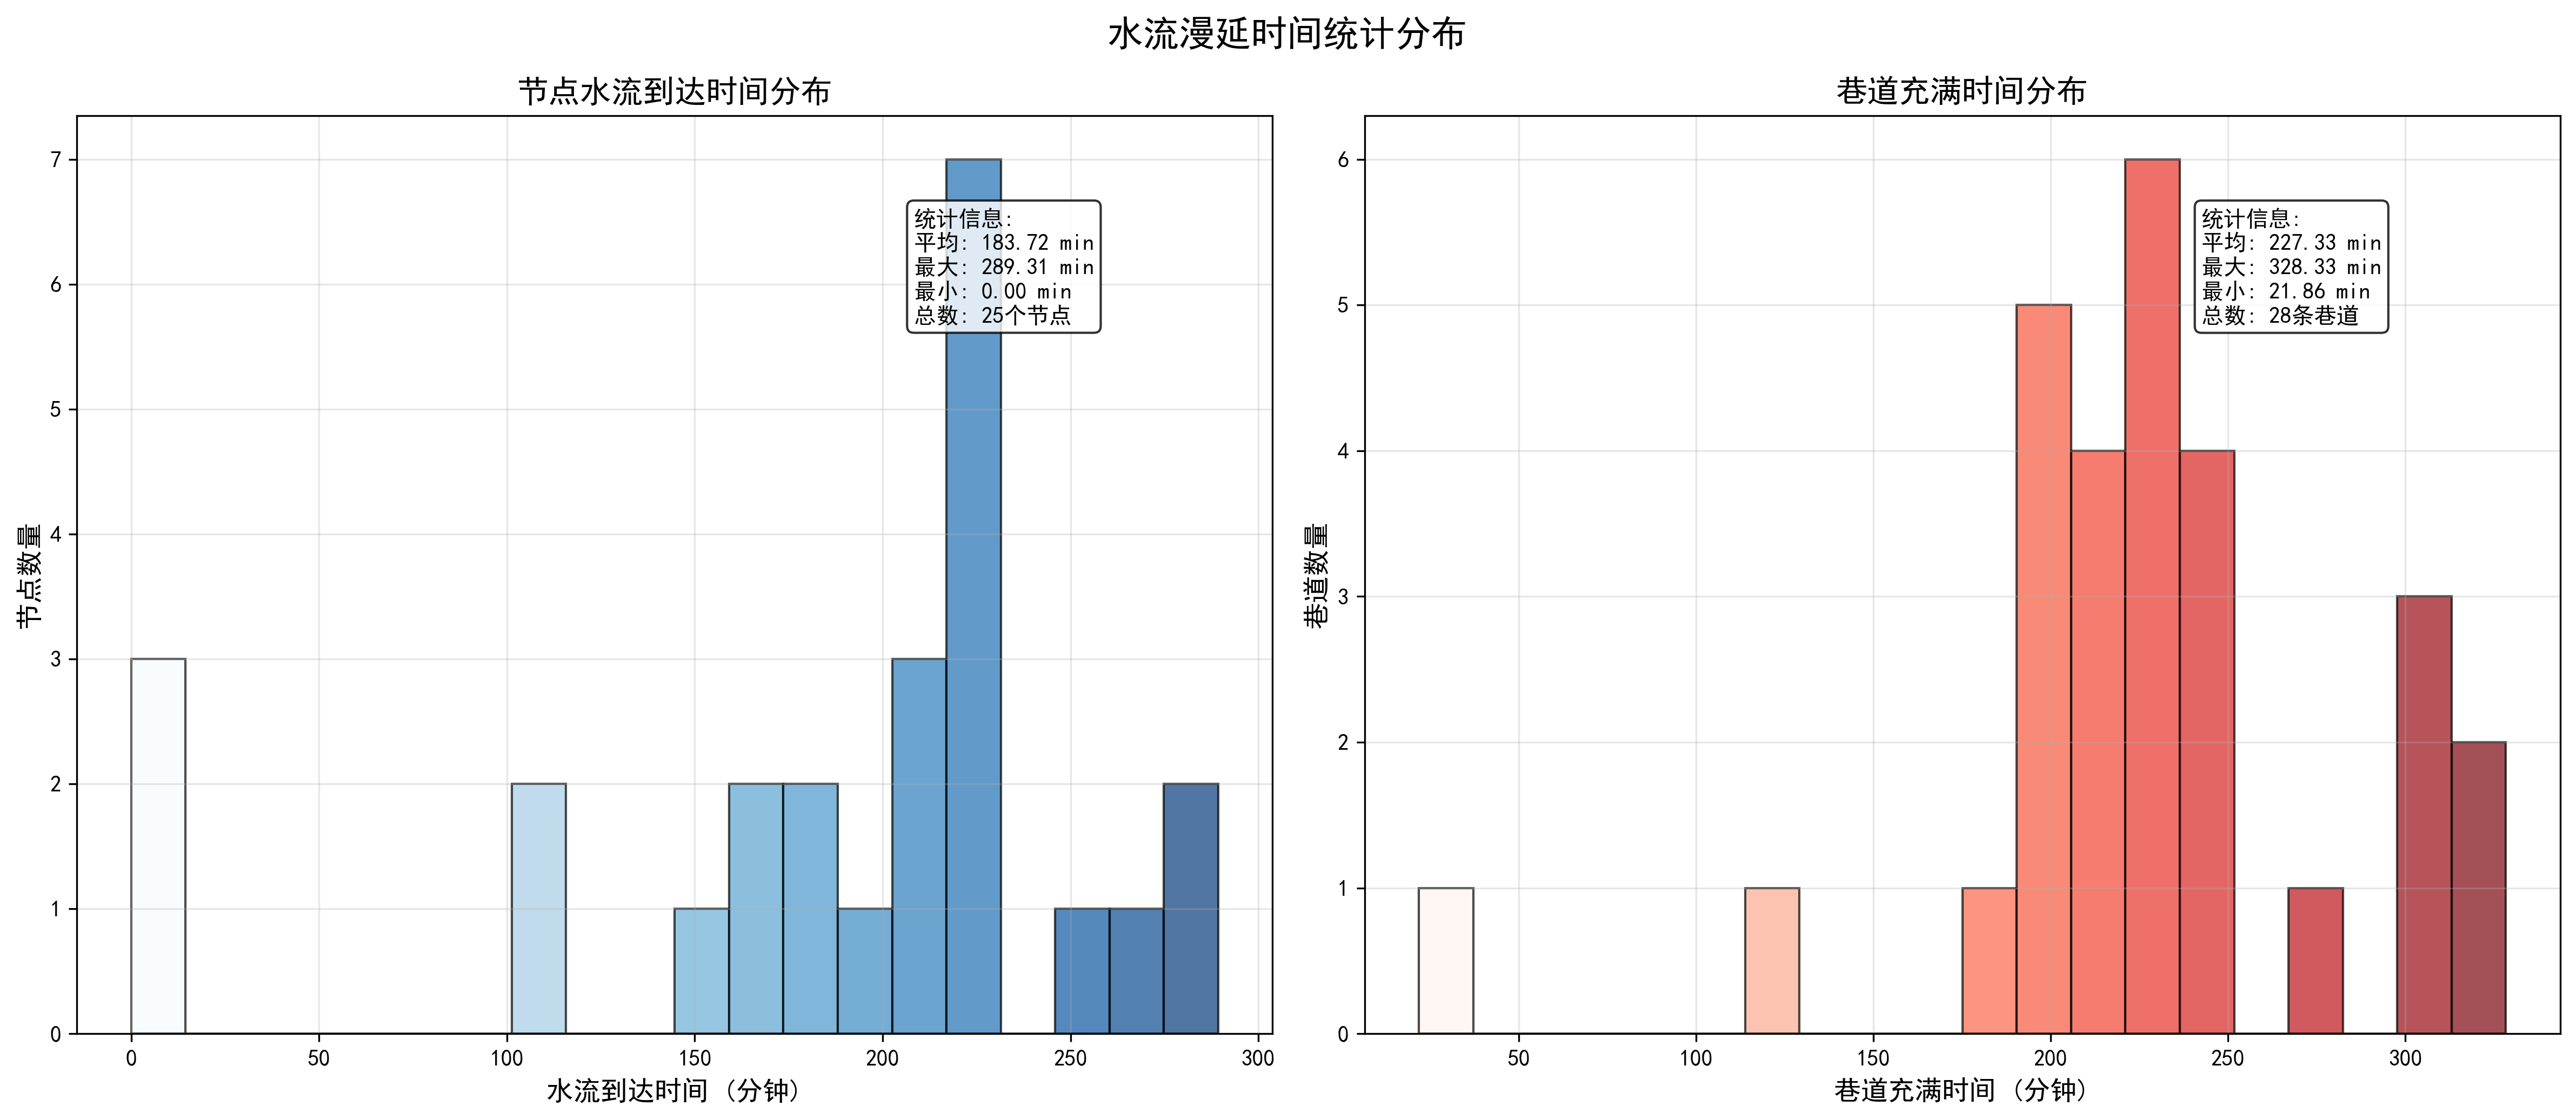 水流漫延时间统计分布
节点水流到达时间分布
7
6
5
4
3
2
1
0
节点数量
统计信息:
平均: 183.72 min
最大: 289.31 min
最小: 0.00 min
总数: 25个节点
0 50 100 150 200 250 300
水流到达时间 (分钟)
巷道充满时间分布
6
5
4
3
2
1
0
巷道数量
统计信息:
平均: 227.33 min
最大: 328.33 min
最小: 21.86 min
总数: 28条巷道
50 100 150 200 250 300
巷道充满时间 (分钟)